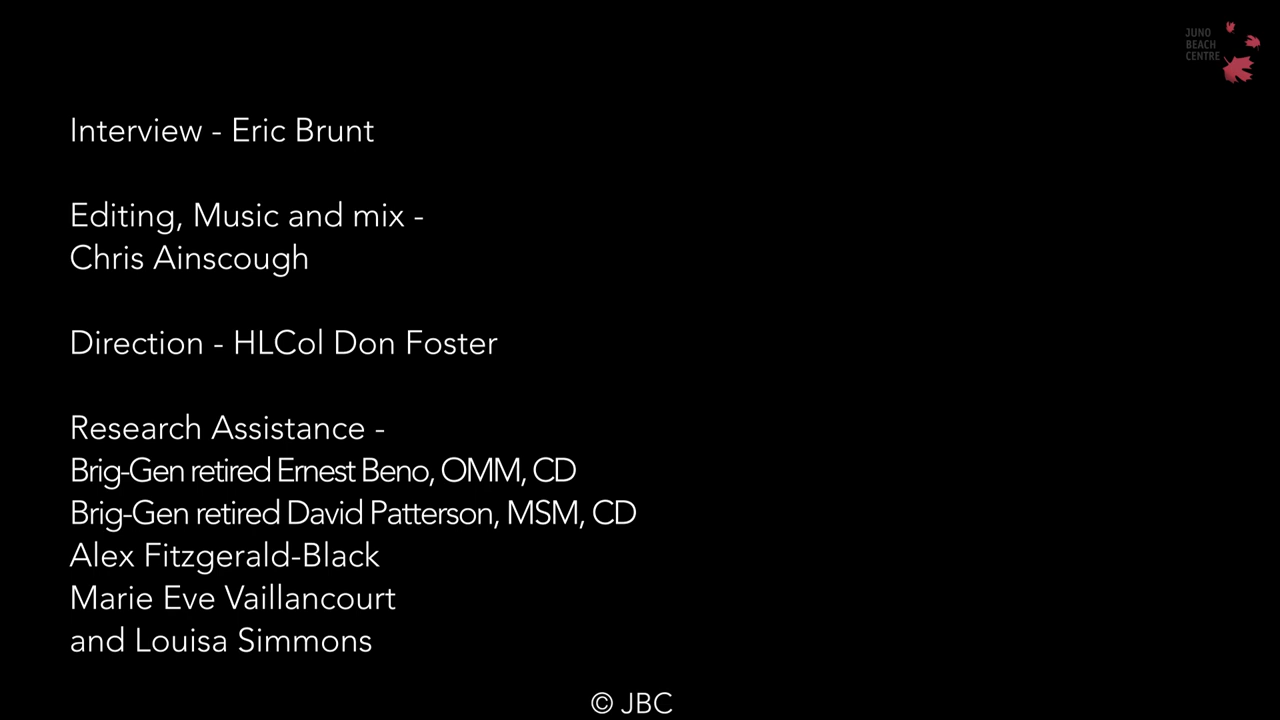 JUNO
BEACH
CENTRE
Interview - Eric Brunt
Editing, Music and mix -
Chris Ainscough
Direction - HLCol Don Foster
Research Assistance -
Brig-Gen retired Ernest Beno, OMM, CD
Brig-Gen retired David Patterson, MSM, CD
Alex Fitzgerald-Black
Marie Eve Vaillancourt
and Louisa Simmons
© JBC